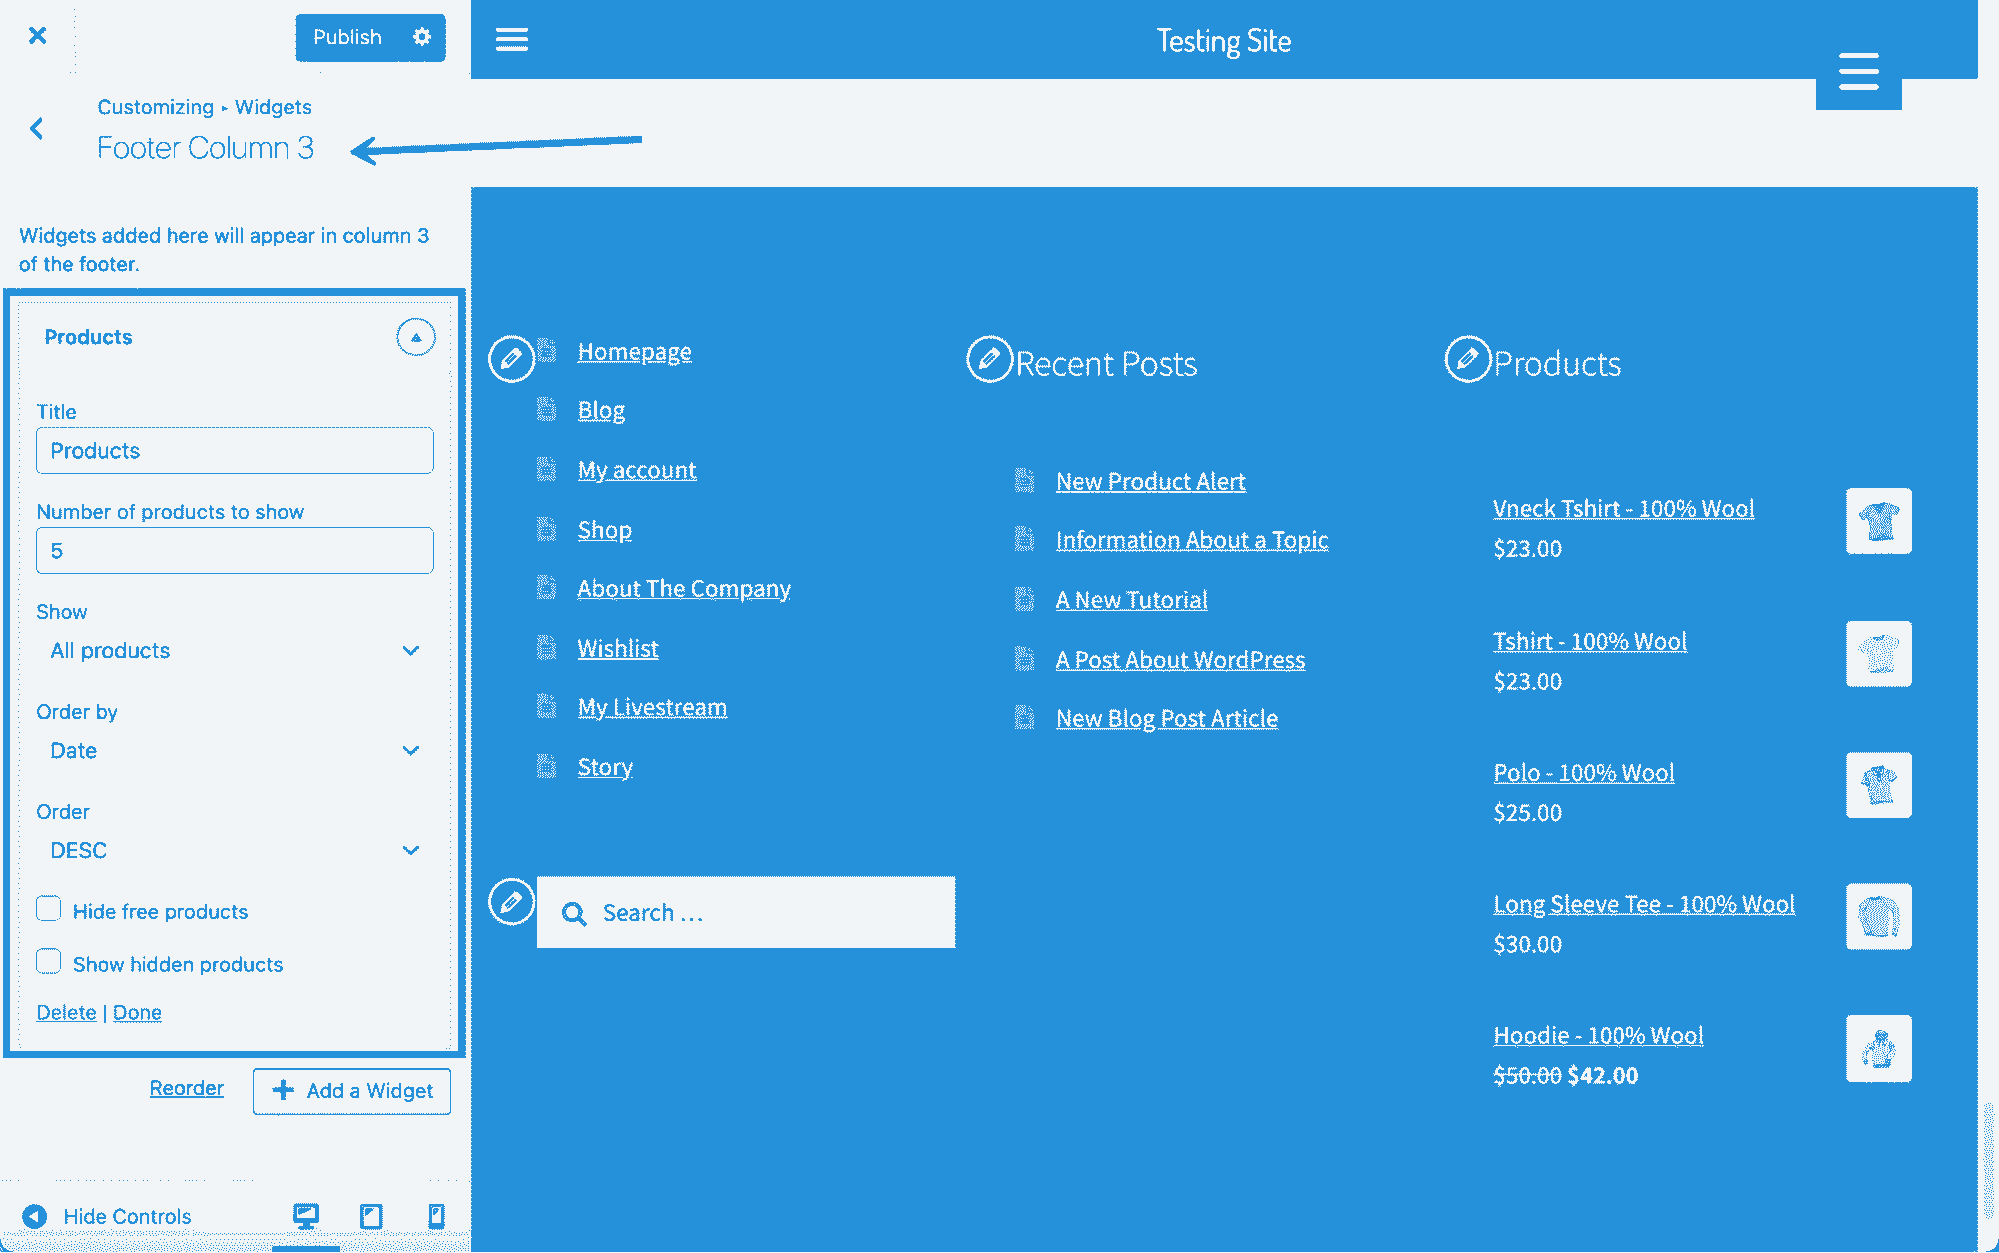 Publish
Customizing ▸ Widgets
Footer Column 3
Widgets added here will appear in column 3
of the footer.
Products
Title
Products
Number of products to show
5
Show
All products
Order by
Date
Order
DESC
Hide free products
Show hidden products
Delete | Done
Reorder
Add a Widget
Hide Controls
Testing Site
Homepage
Blog
My account
Shop
About The Company
Wishlist
My Livestream
Story
Search ...
Recent Posts
New Product Alert
Information About a Topic
A New Tutorial
A Post About WordPress
New Blog Post Article
Products
Vneck Tshirt - 100% Wool
$23.00
Tshirt - 100% Wool
$23.00
Polo - 100% Wool
$25.00
Long Sleeve Tee - 100% Wool
$30.00
Hoodie - 100% Wool
$50.00 $42.00